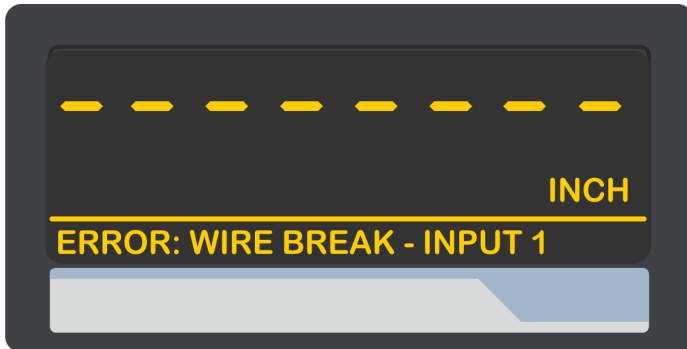 - - - - - - - -
INCH
ERROR: WIRE BREAK - INPUT 1